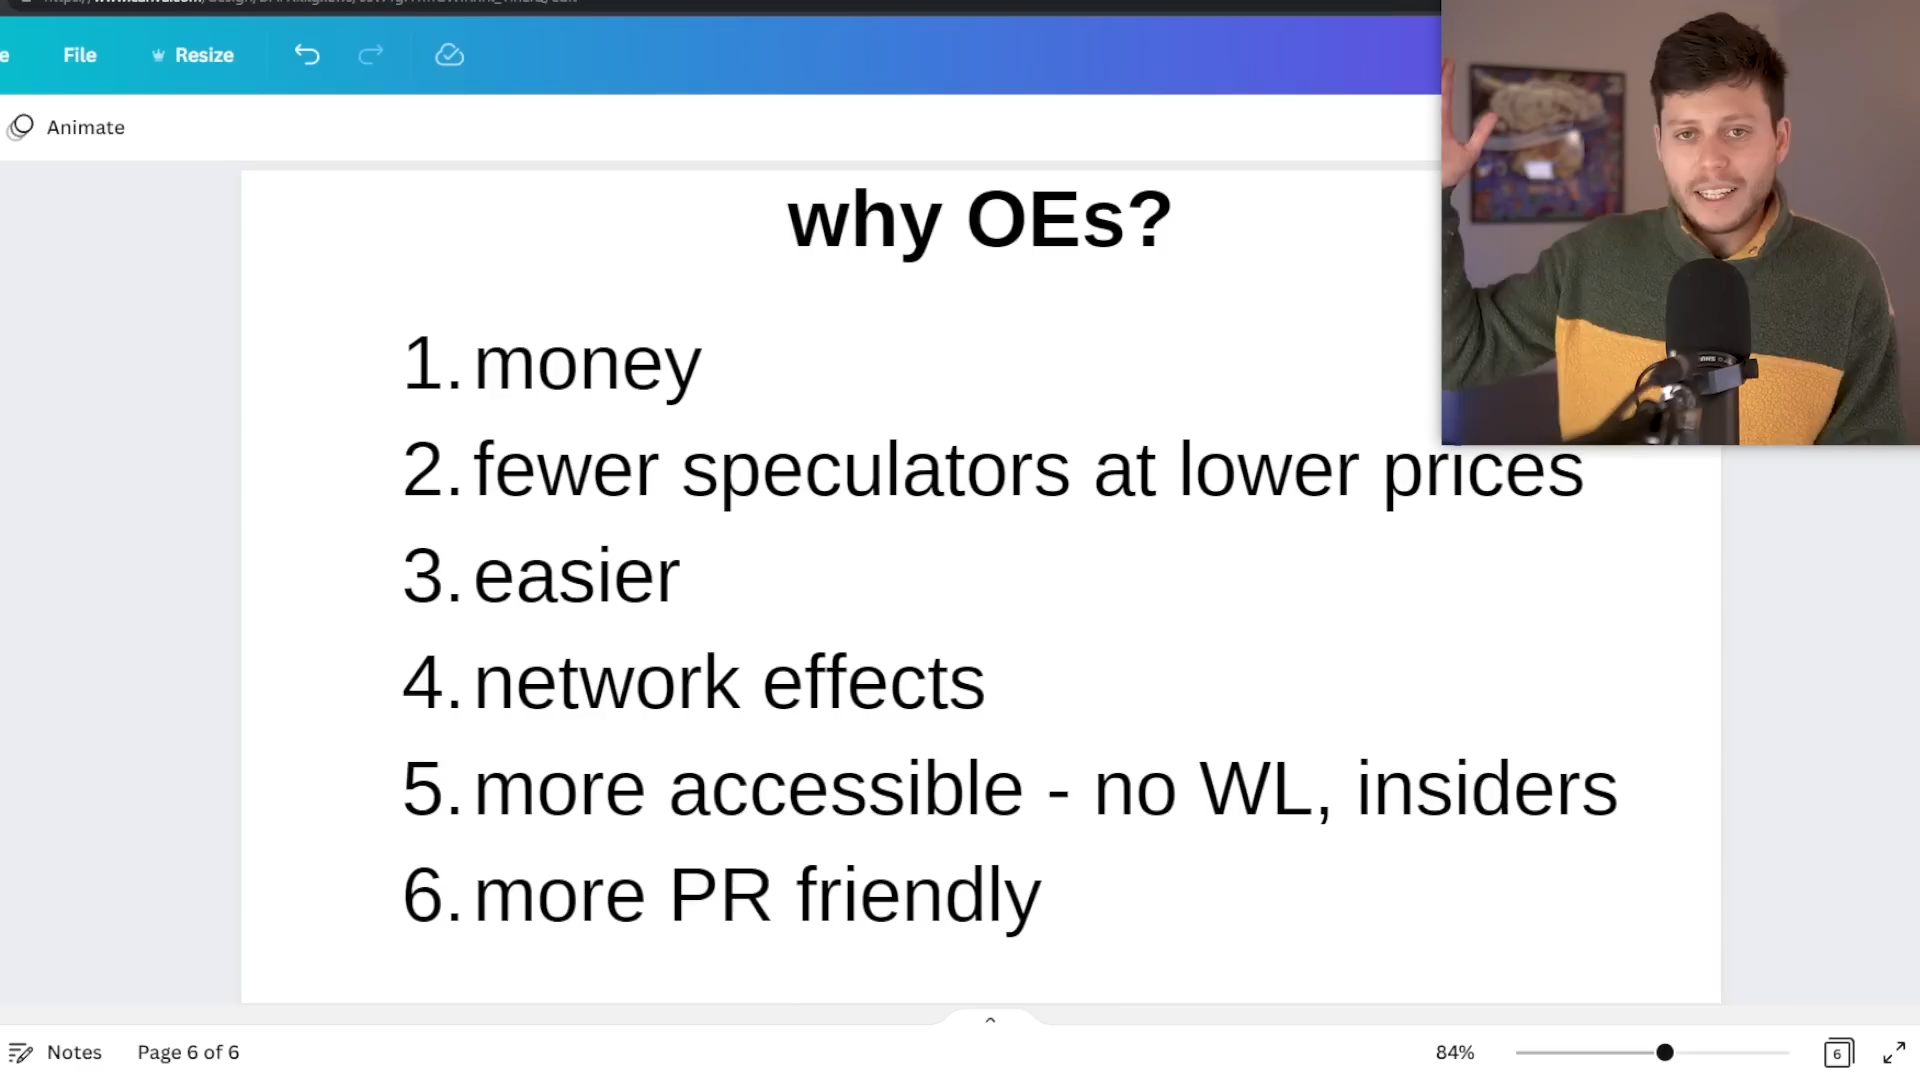 File
Resize
Animate
why OEs?
1. money
2. fewer speculators at lower prices
3. easier
4. network effects
5. more accessible - no WL, insiders
6. more PR friendly
Notes
Page 6 of 6
84%
6